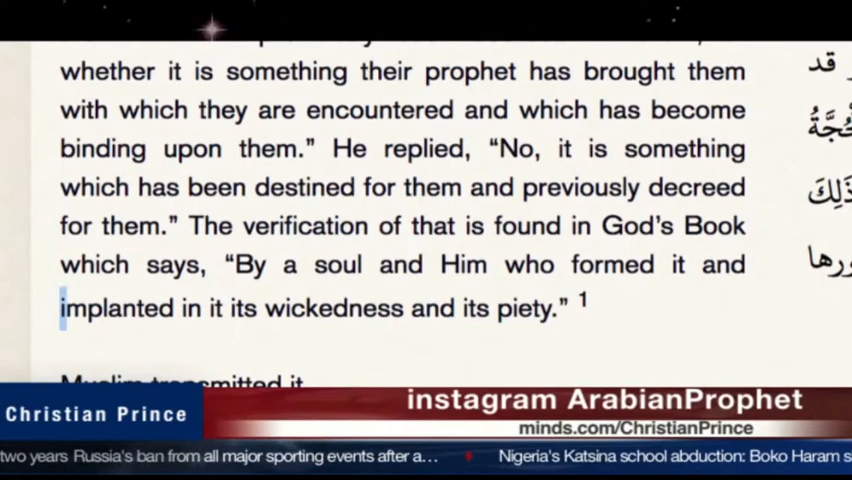 whether it is something their prophet has brought them
قد
with which they are encountered and which has become
binding upon them.” He replied, “No, it is something
which has been destined for them and previously decreed
ذَلِكَ
for them.” The verification of that is found in God’s Book
which says, “By a soul and Him who formed it and
implanted in it its wickedness and its piety.” 1
Muslim transmitted it.
instagram ArabianProphet
Christian Prince
minds.com/ChristianPrince
two years Russia's ban from all major sporting events after a... Nigeria's Katsina school abduction: Boko Haram s